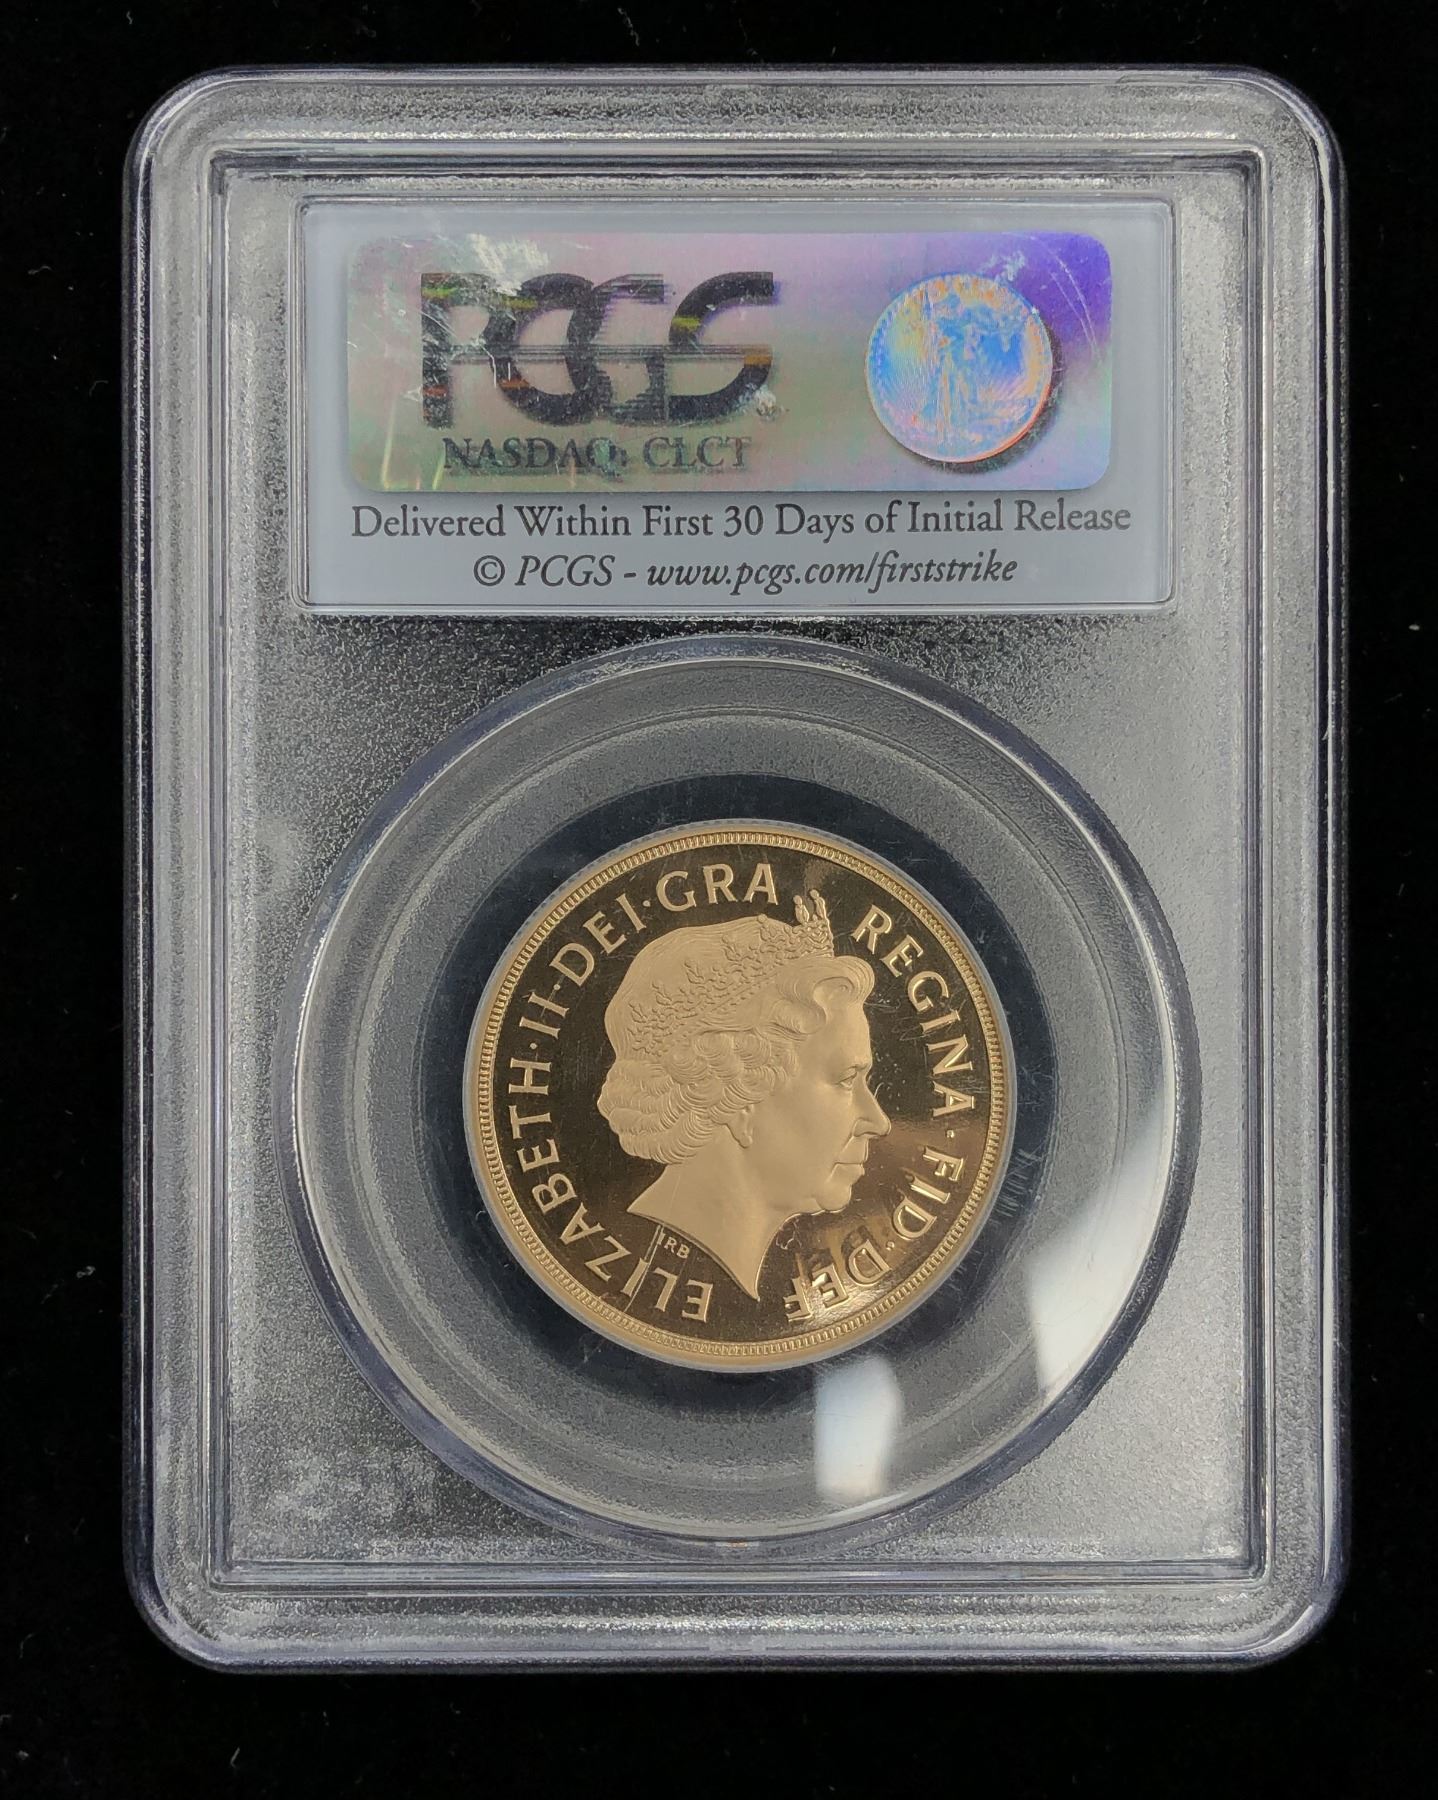 PCGS
NASDAQ: CLCT
Delivered Within First 30 Days of Initial Release
© PCGS - www.pcgs.com/firststrike
ELIZABETH·II·DEI·GRA REGINA·FID·DEF
IRB